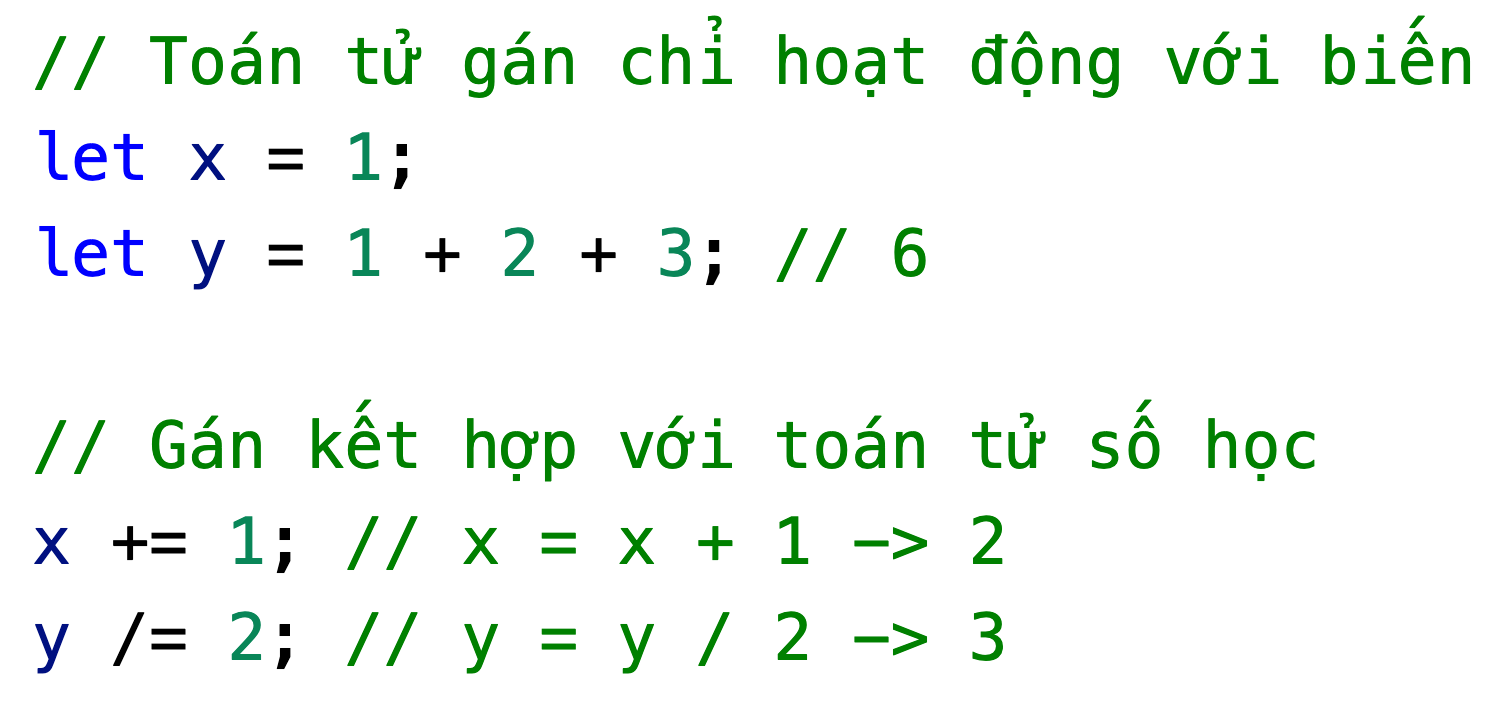 // Toán tử gán chỉ hoạt động với biến
let x = 1;
let y = 1 + 2 + 3; // 6
// Gán kết hợp với toán tử số học
x += 1; // x = x + 1 -> 2
y /= 2; // y = y / 2 -> 3